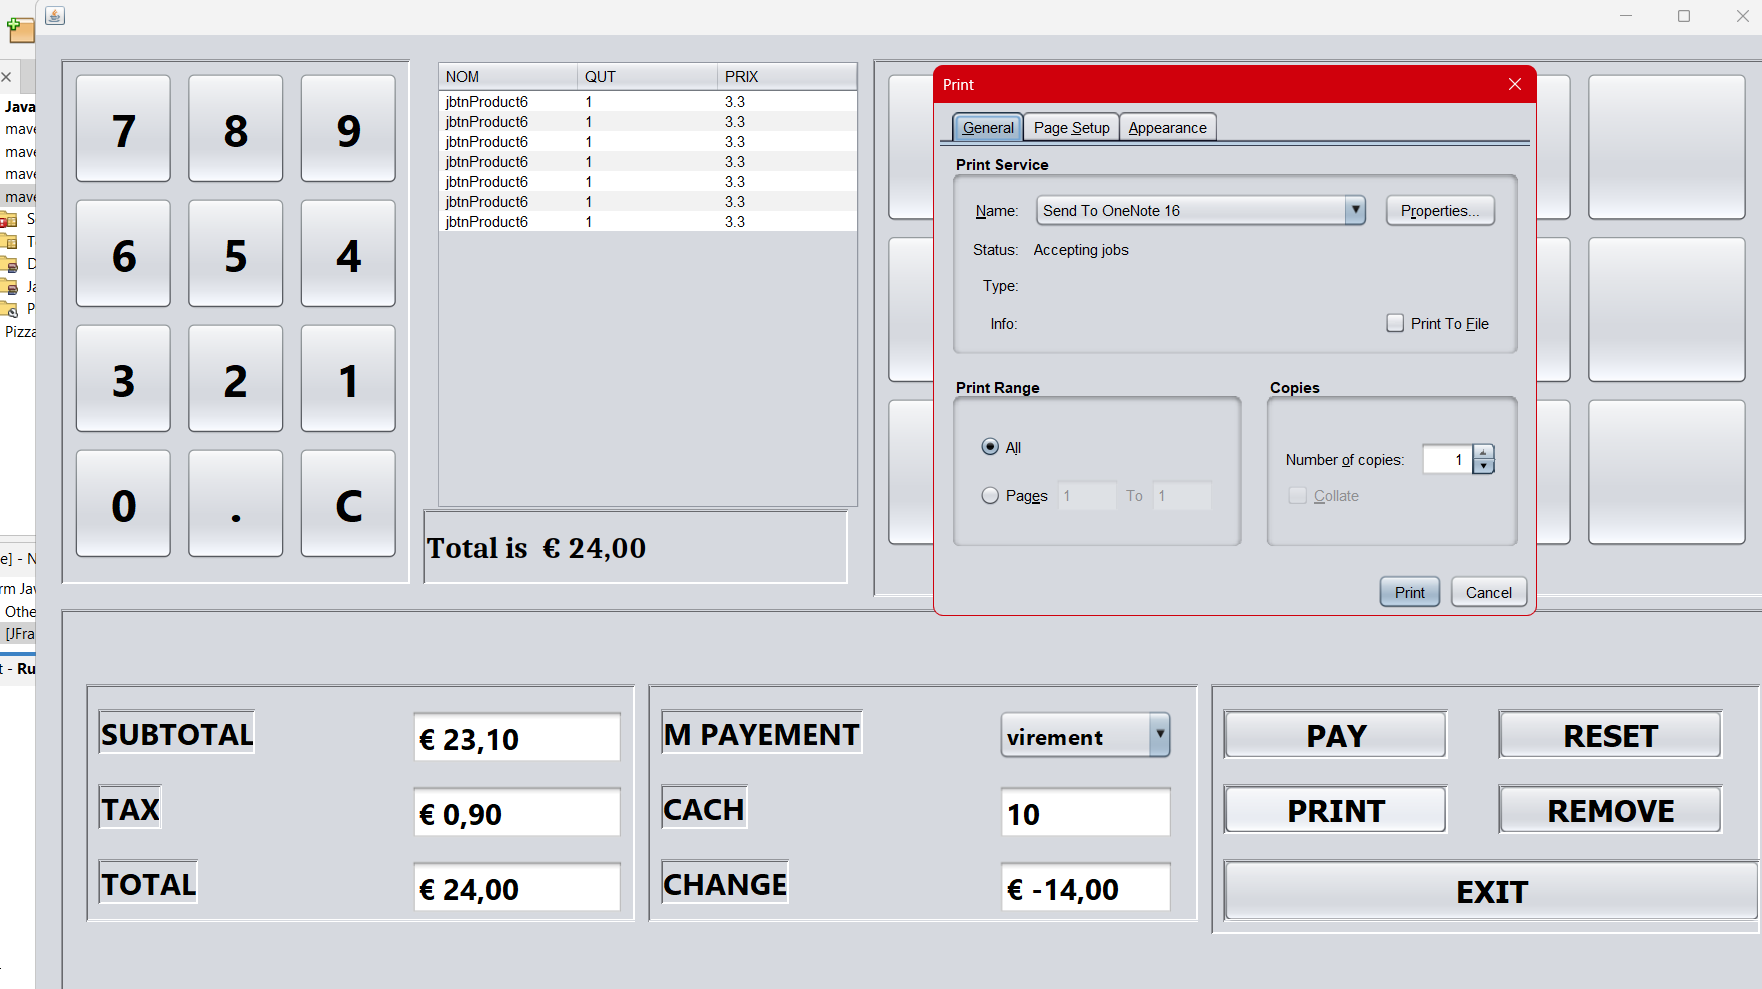 Java
mave
mave
mave
mave
S
T
D
Ja
P
Pizza
e] - N
rm Jav
Othe
[JFra
t - Ru
7 8 9
6 5 4
3 2 1
0 . C
NOM QUT PRIX
jbtnProduct6 1 3.3
jbtnProduct6 1 3.3
jbtnProduct6 1 3.3
jbtnProduct6 1 3.3
jbtnProduct6 1 3.3
jbtnProduct6 1 3.3
jbtnProduct6 1 3.3
Total is € 24,00
Print
General Page Setup Appearance
Print Service
Name: Send To OneNote 16 Properties...
Status: Accepting jobs
Type:
Info: Print To File
Print Range Copies
All
Number of copies: 1
Pages 1 To 1 Collate
Print Cancel
SUBTOTAL € 23,10
TAX € 0,90
TOTAL € 24,00
M PAYEMENT virement
CACH 10
CHANGE € -14,00
PAY RESET
PRINT REMOVE
EXIT